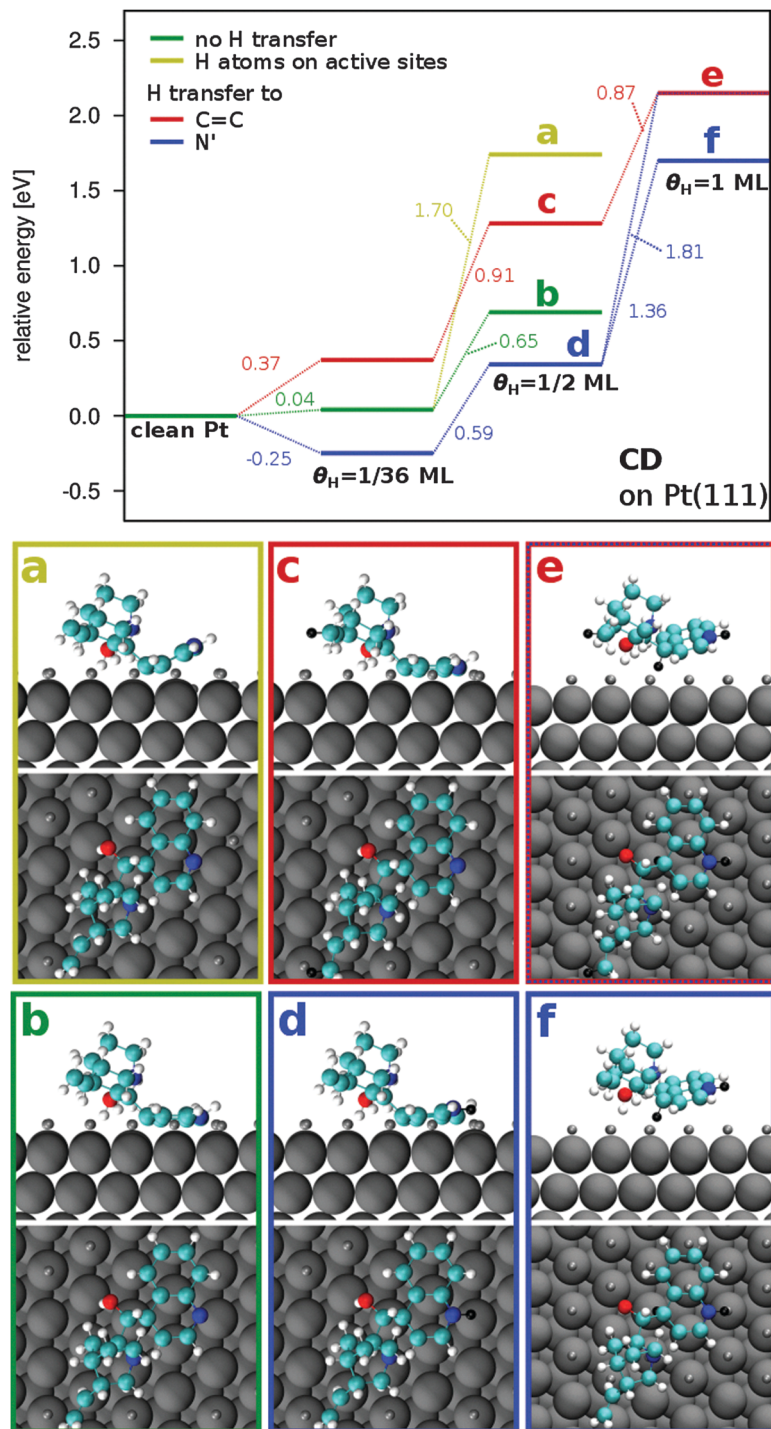 no H transfer
H atoms on active sites
H transfer to
C=C
N'
relative energy [eV]
2.5
2.0
1.5
1.0
0.5
0.0
-0.5
clean Pt
0.37
0.04
-0.25
θH=1/36 ML
1.70
0.91
0.65
0.59
a
c
b
d
θH=1/2 ML
0.87
1.81
1.36
e
f
θH=1 ML
CD
on Pt(111)
a
c
e
b
d
f